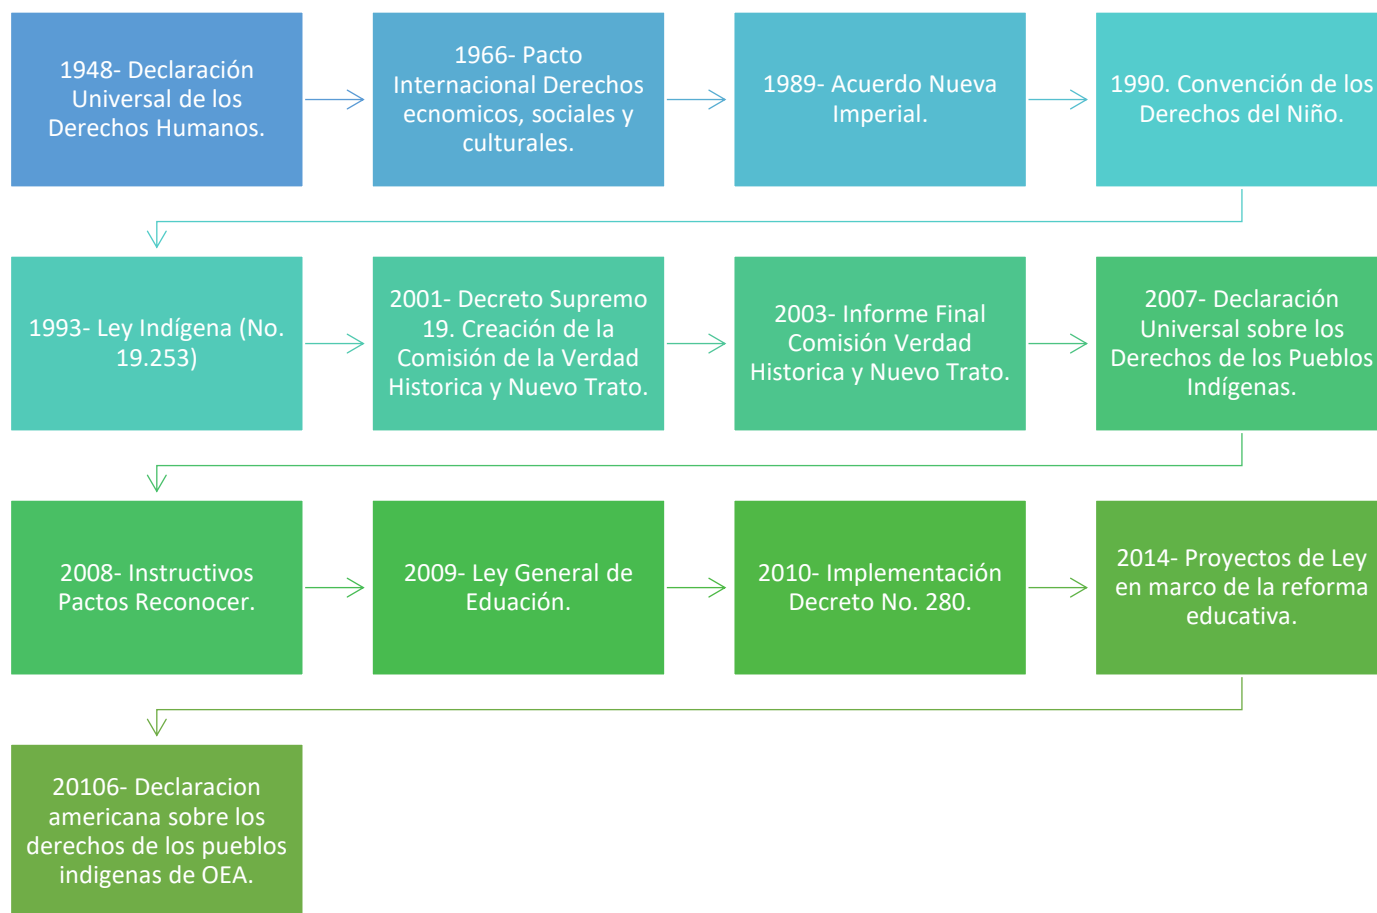 1948- Declaración
Universal de los
Derechos Humanos.
1966- Pacto
Internacional Derechos
ecnomicos, sociales y
culturales.
1989- Acuerdo Nueva
Imperial.
1990. Convención de los
Derechos del Niño.
1993- Ley Indígena (No.
19.253)
2001- Decreto Supremo
19. Creación de la
Comisión de la Verdad
Historica y Nuevo Trato.
2003- Informe Final
Comisión Verdad
Historica y Nuevo Trato.
2007- Declaración
Universal sobre los
Derechos de los Pueblos
Indígenas.
2008- Instructivos
Pactos Reconocer.
2009- Ley General de
Eduación.
2010- Implementación
Decreto No. 280.
2014- Proyectos de Ley
en marco de la reforma
educativa.
20106- Declaracion
americana sobre los
derechos de los pueblos
indigenas de OEA.